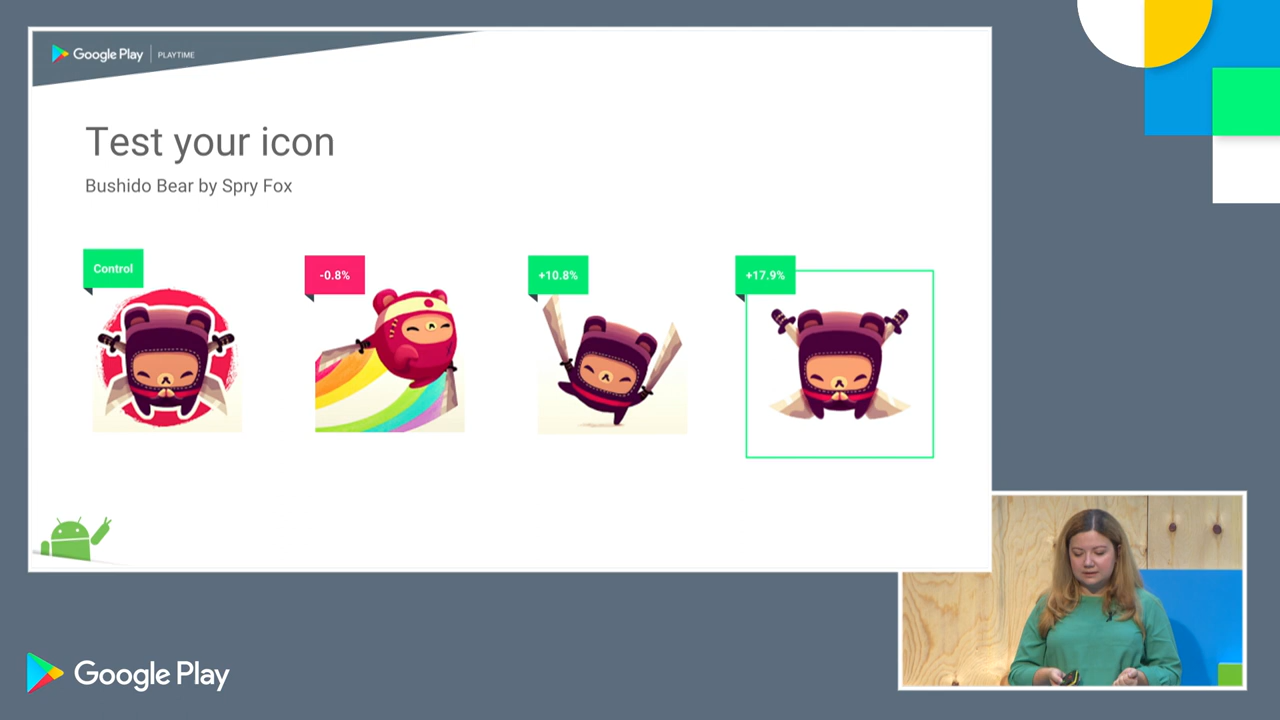 Google Play | PLAYTIME
Test your icon
Bushido Bear by Spry Fox
Control
-0.8%
+10.8%
+17.9%
Google Play